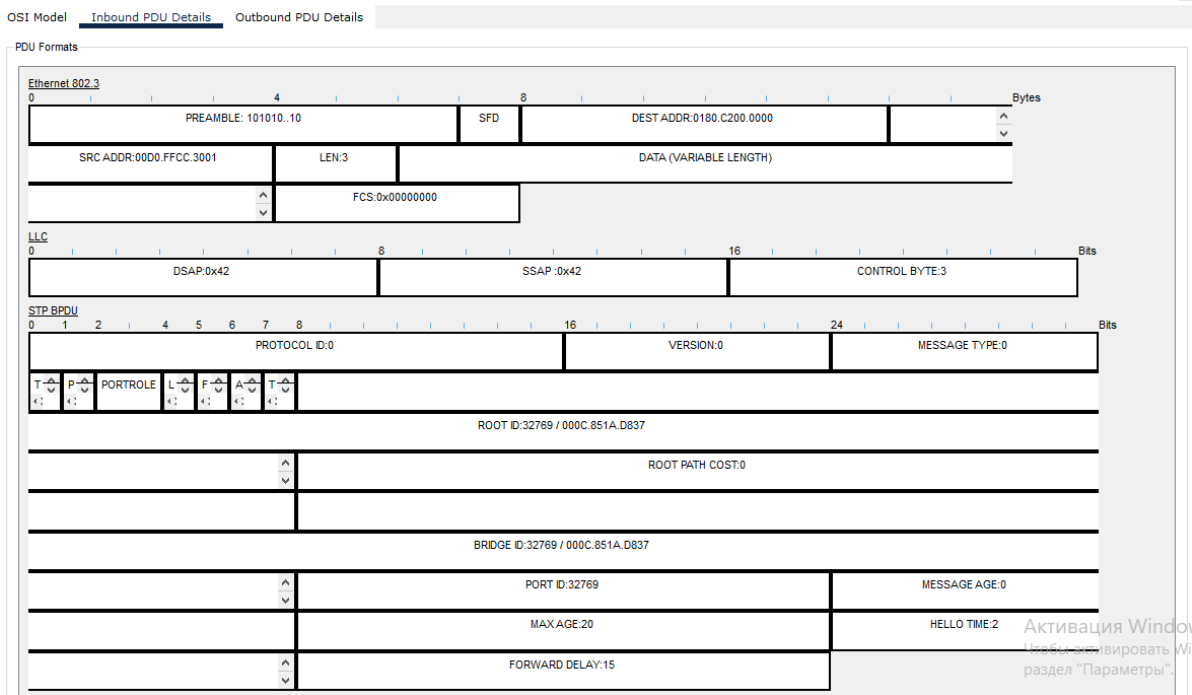 OSI Model Inbound PDU Details Outbound PDU Details
PDU Formats
Ethernet 802.3
0 4 8 Bytes
PREAMBLE: 101010..10 SFD DEST ADDR:0180.C200.0000
SRC ADDR:00D0.FFCC.3001 LEN:3 DATA (VARIABLE LENGTH)
FCS:0x00000000
LLC
0 8 16 Bits
DSAP:0x42 SSAP :0x42 CONTROL BYTE:3
STP BPDU
0 1 2 4 5 6 7 8 16 24 Bits
PROTOCOL ID:0 VERSION:0 MESSAGE TYPE:0
T P PORTROLE L F A T
ROOT ID:32769 / 000C.851A.D837
ROOT PATH COST:0
BRIDGE ID:32769 / 000C.851A.D837
PORT ID:32769 MESSAGE AGE:0
MAX AGE:20 HELLO TIME:2
Активация Windo
Чтобы активировать Wi
FORWARD DELAY:15
раздел "Параметры".